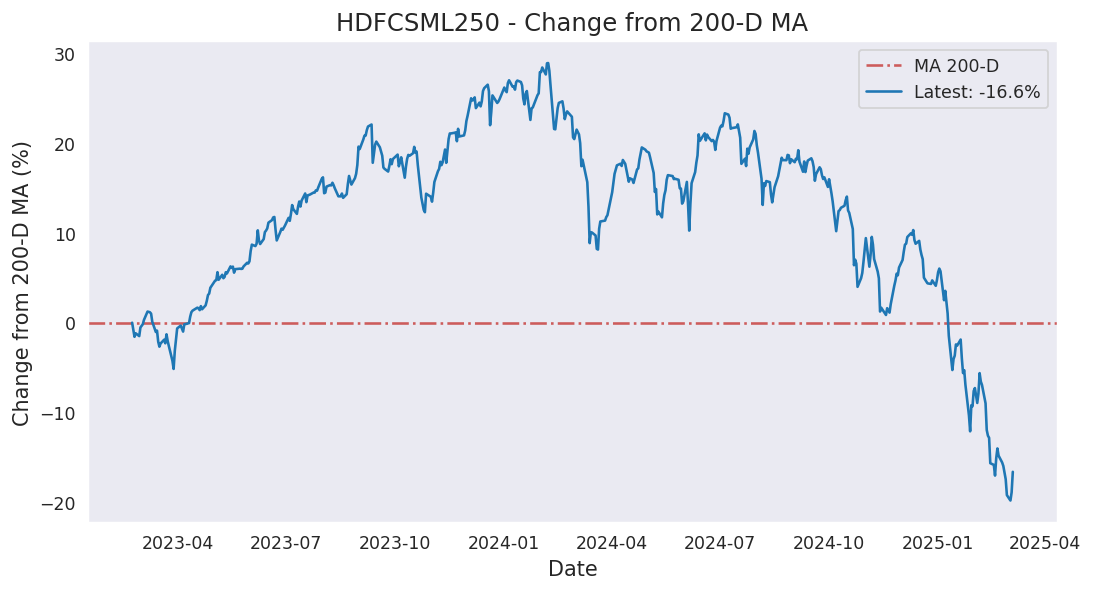 HDFCSML250 - Change from 200-D MA
MA 200-D
Latest: -16.6%
Change from 200-D MA (%)
30
20
10
0
−10
−20
2023-04 2023-07 2023-10 2024-01 2024-04 2024-07 2024-10 2025-01 2025-04
Date